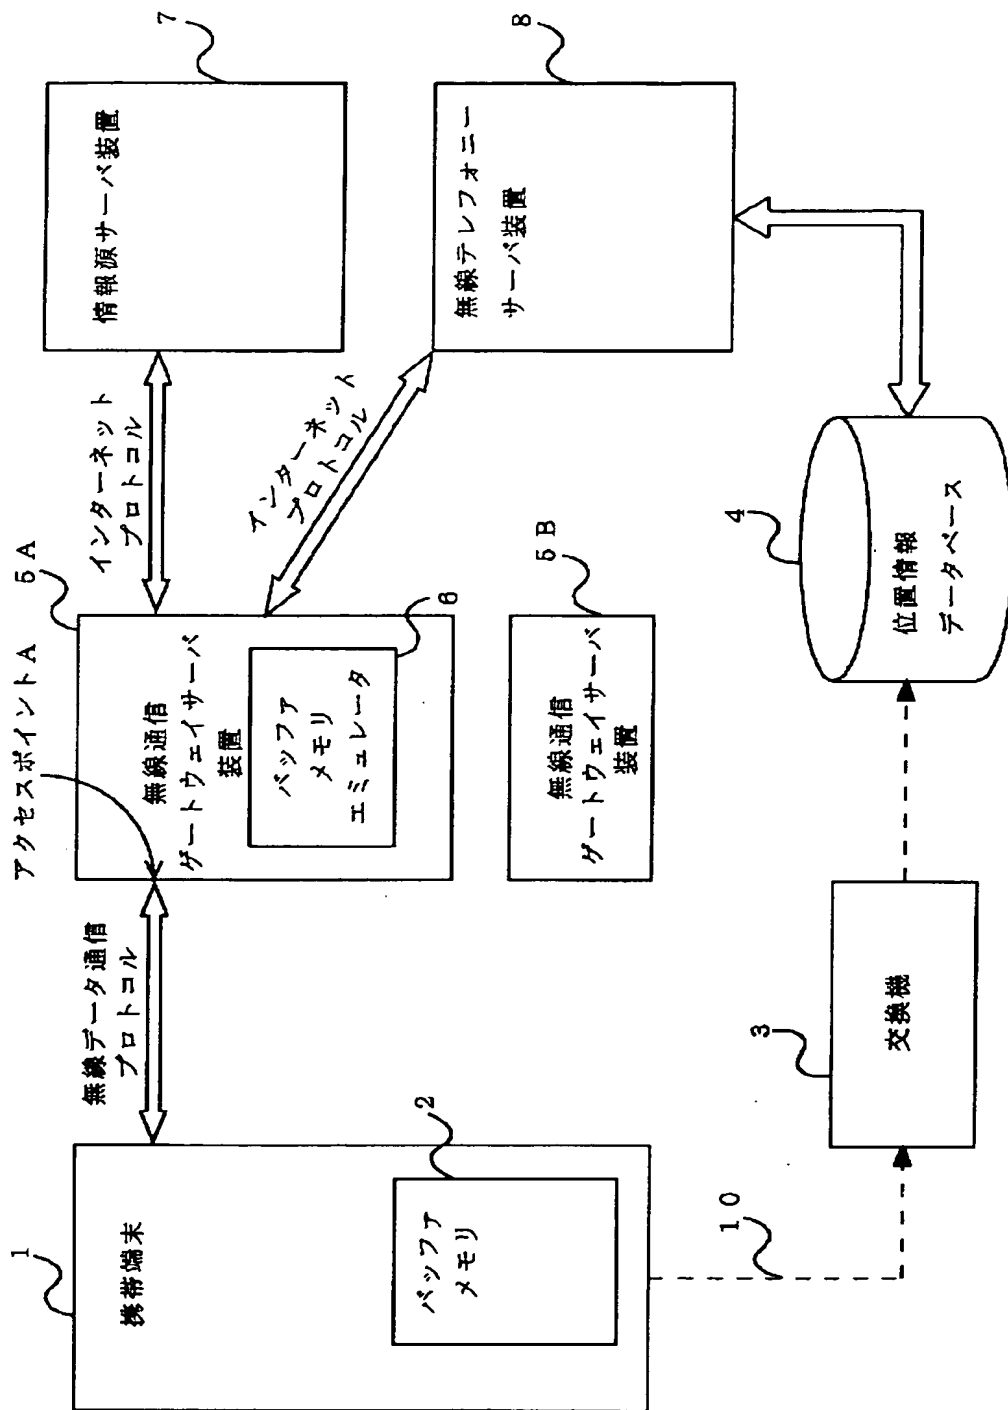 1
携帯端末
2
バッファ
メモリ
10
無線データ通信
プロトコル
アクセスポイントA
5A
無線通信
ゲートウェイサーバ
装置
バッファ
メモリ
エミュレータ
6
5B
無線通信
ゲートウェイサーバ
装置
インターネット
プロトコル
インターネット
プロトコル
7
情報源サーバ装置
8
無線テレフォニー
サーバ装置
3
交換機
4
位置情報
データベース